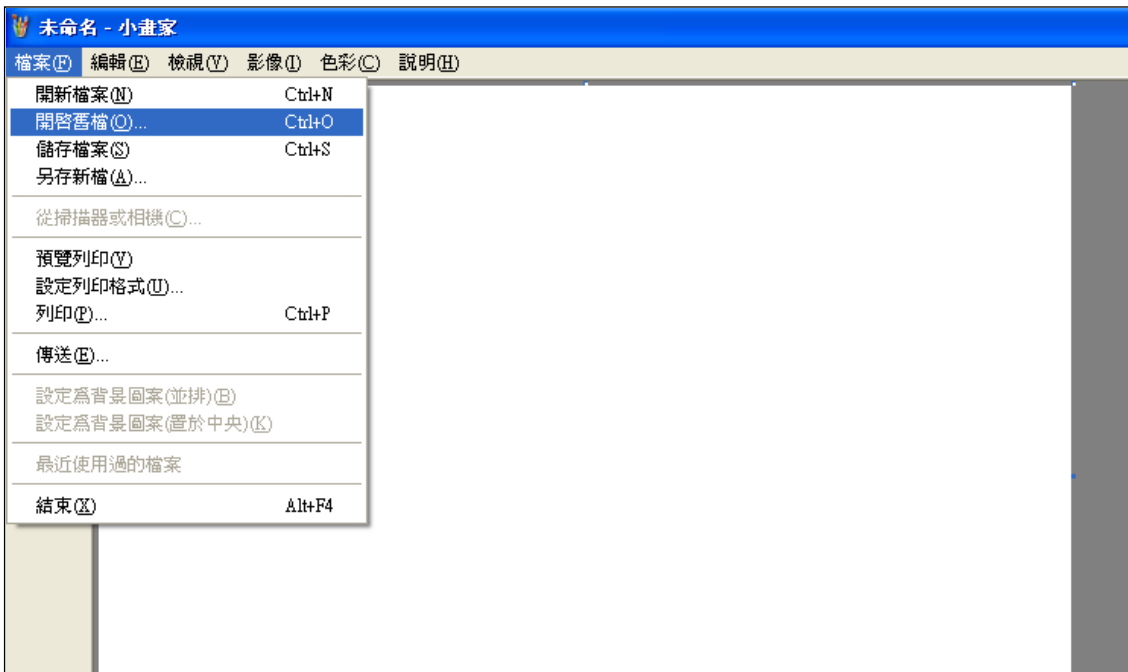 未命名 - 小畫家
檔案(F) 編輯(E) 檢視(V) 影像(I) 色彩(C) 說明(H)
開新檔案(N) Ctrl+N
開啓舊檔(O)... Ctrl+O
儲存檔案(S) Ctrl+S
另存新檔(A)...
從掃描器或相機(C)...
預覽列印(V)
設定列印格式(U)...
列印(P)... Ctrl+P
傳送(E)...
設定爲背景圖案(並排)(B)
設定爲背景圖案(置於中央)(K)
最近使用過的檔案
結束(X) Alt+F4